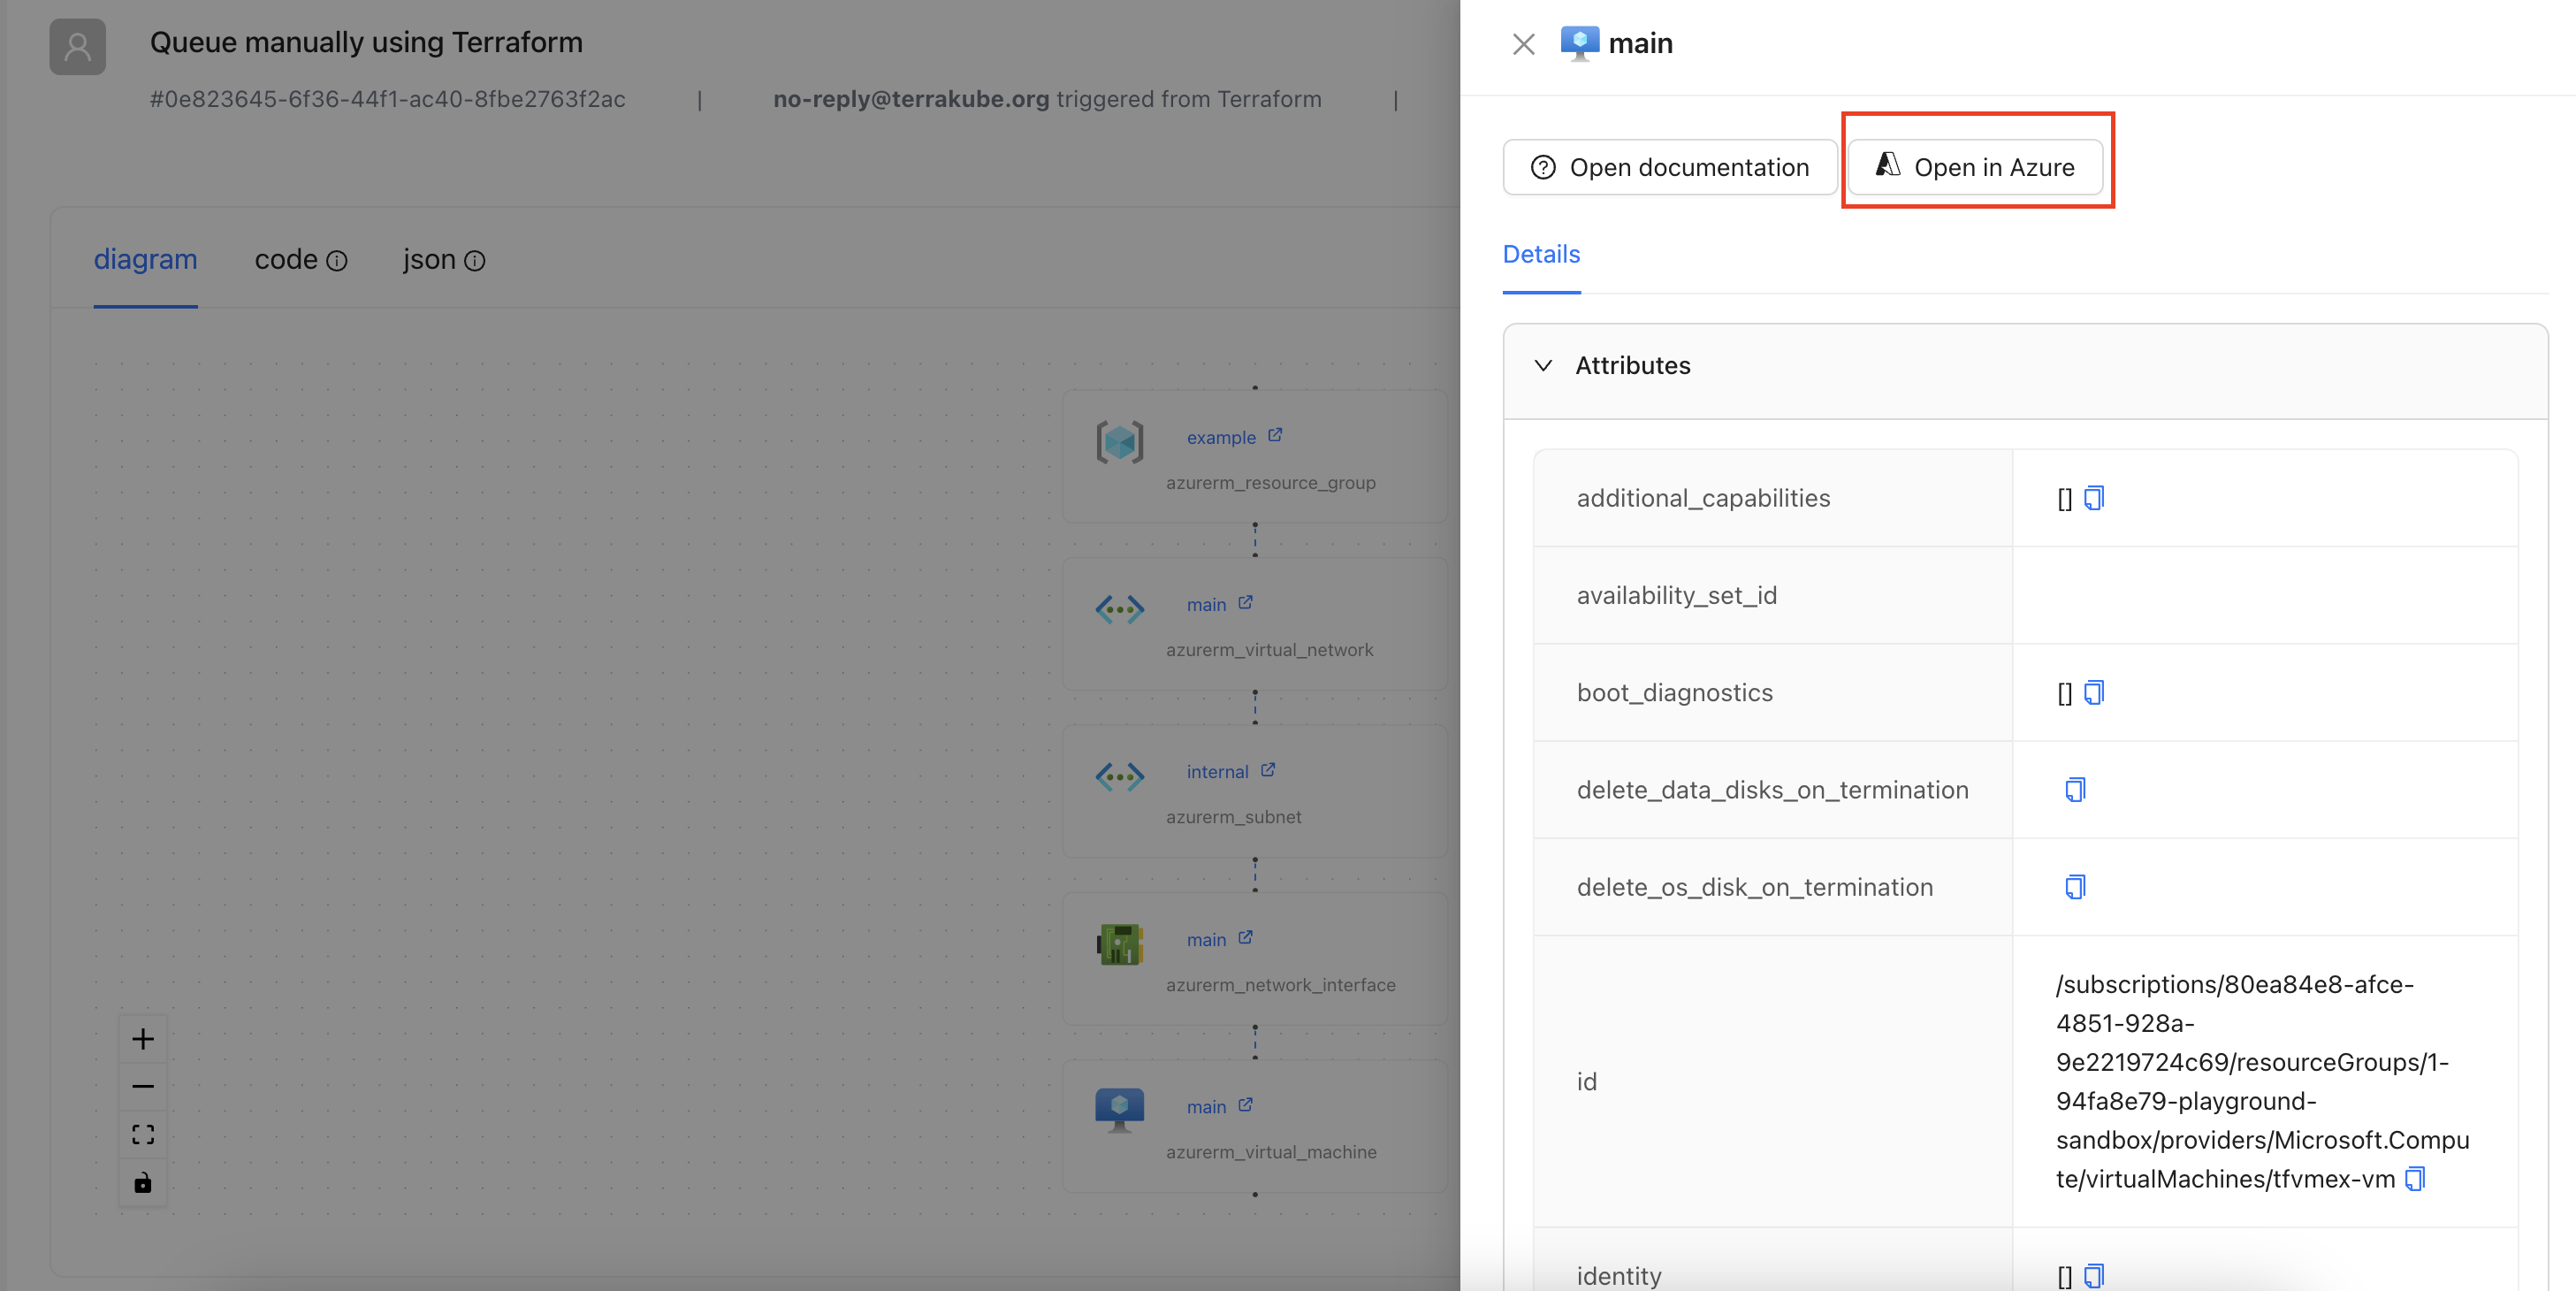 Queue manually using Terraform
#0e823645-6f36-44f1-ac40-8fbe2763f2ac | no-reply@terrakube.org triggered from Terraform |
diagram code json
example
azurerm_resource_group
main
azurerm_virtual_network
internal
azurerm_subnet
main
azurerm_network_interface
main
azurerm_virtual_machine
main
Open documentation Open in Azure
Details
Attributes
additional_capabilities []
availability_set_id
boot_diagnostics []
delete_data_disks_on_termination
delete_os_disk_on_termination
id
/subscriptions/80ea84e8-afce-
4851-928a-
9e2219724c69/resourceGroups/1-
94fa8e79-playground-
sandbox/providers/Microsoft.Compu
te/virtualMachines/tfvmex-vm
identity []